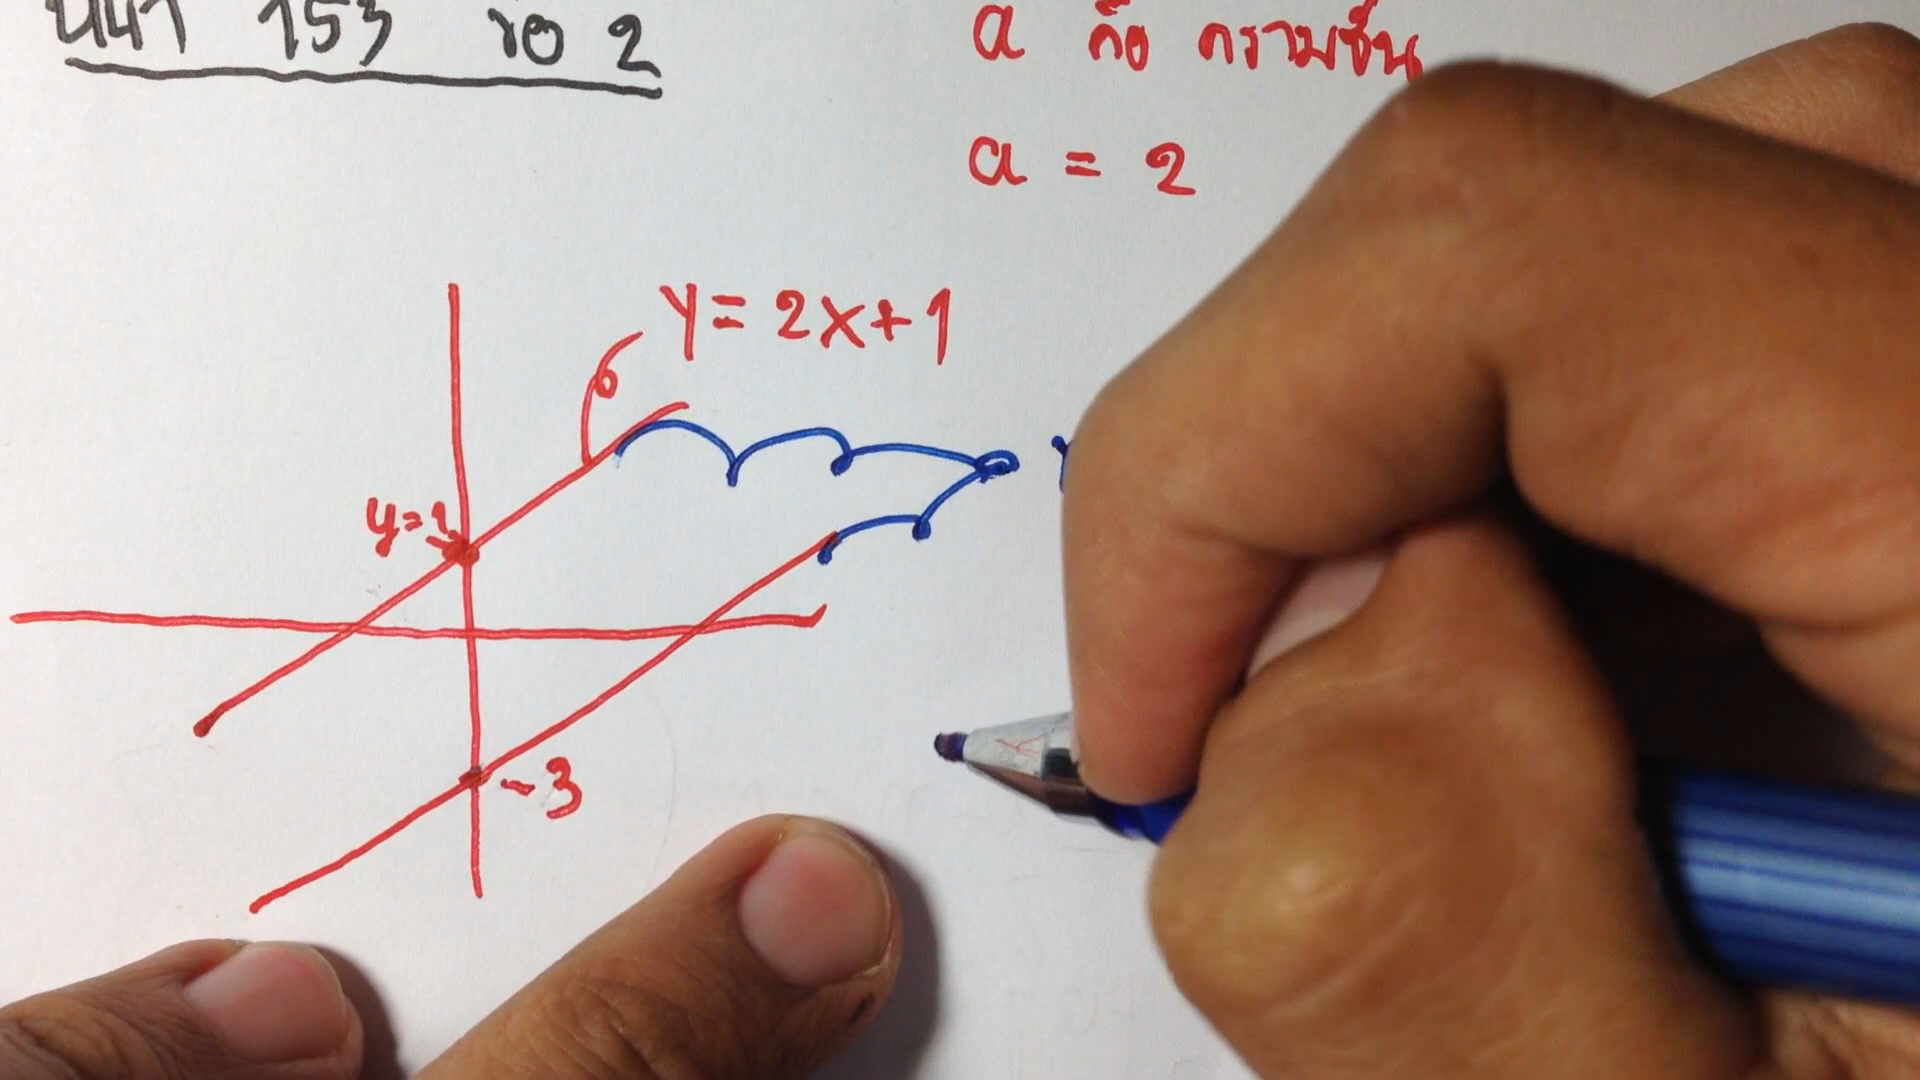 หน้า 153 ข้อ 2
a คือ ความชัน
a = 2
y = 2x+1
y=1
-3